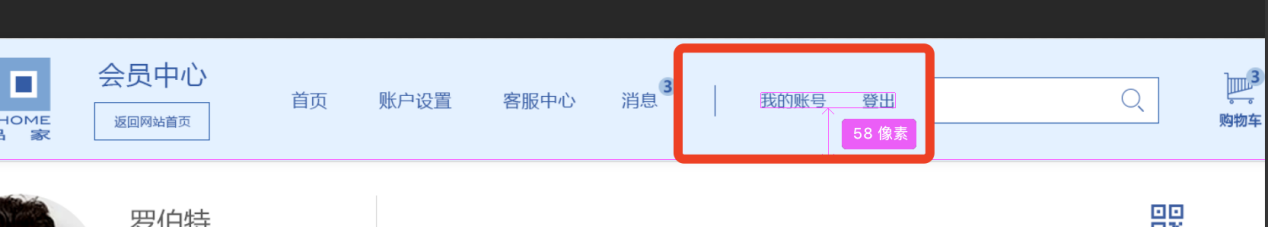 会员中心
返回网站首页
首页
账户设置
客服中心
消息
3
我的账号
登出
58 像素
3
购物车
HOME
家
罗伯特